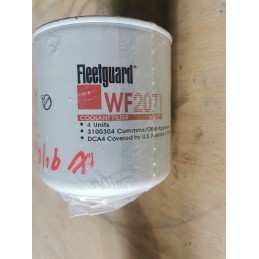 Fleetguard
WF2071
COOLANT FILTER
4 Units
3100304 Cummins/OEM
DCA4 Covered by U.S.